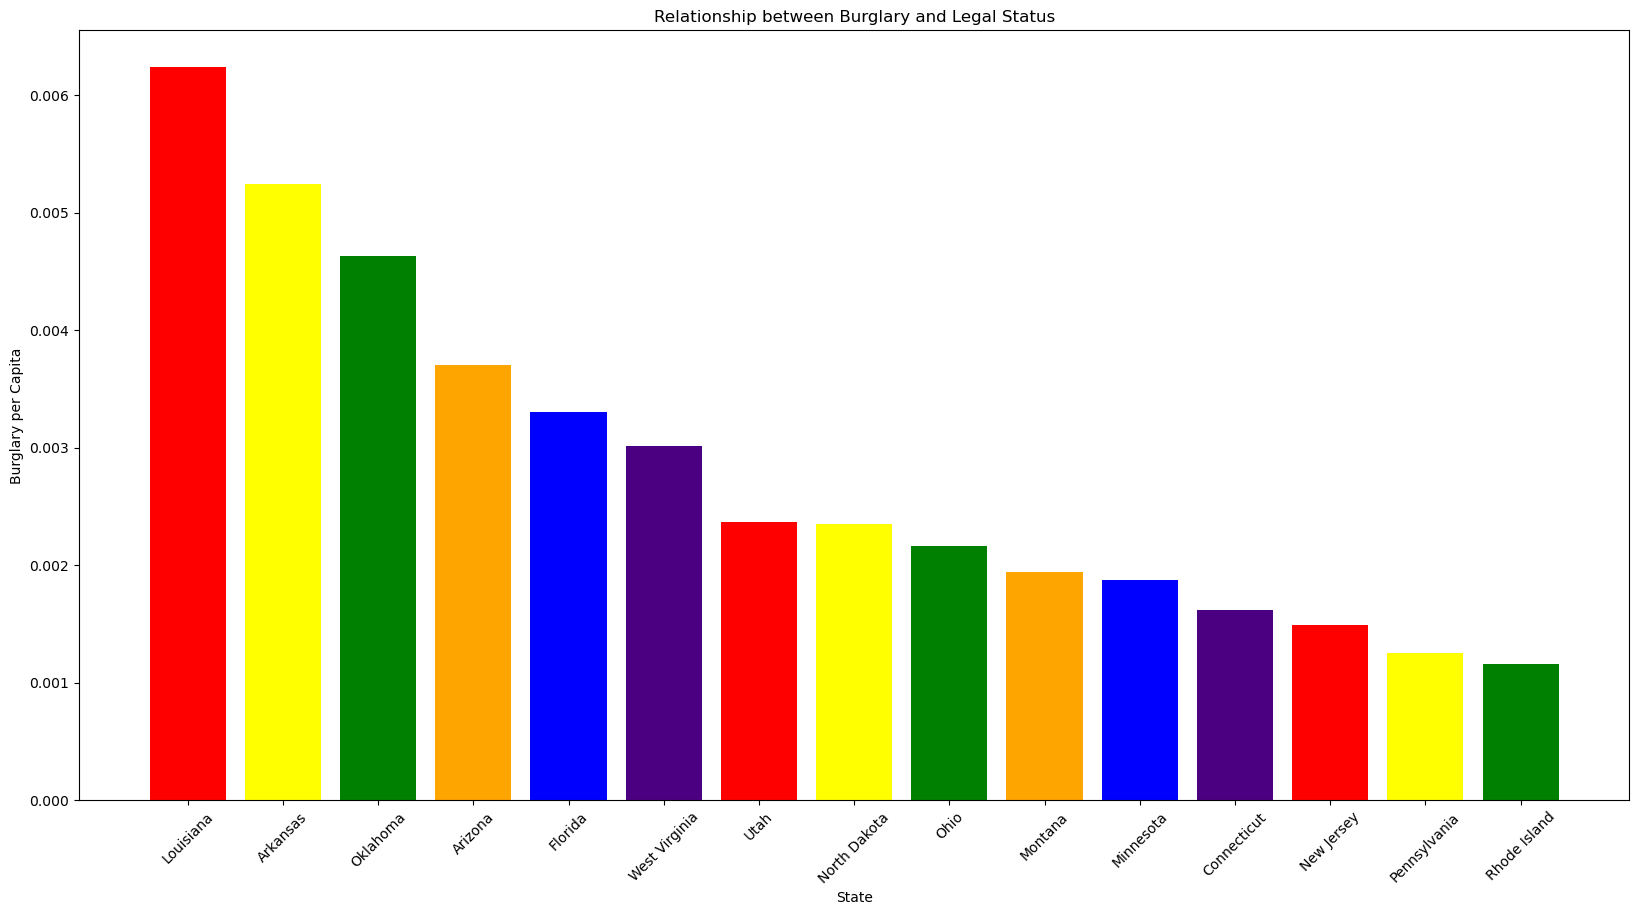 Relationship between Burglary and Legal Status
Burglary per Capita
0.006
0.005
0.004
0.003
0.002
0.001
0.000
Louisiana
Arkansas
Oklahoma
Arizona
Florida
West Virginia
Utah
North Dakota
Ohio
Montana
Minnesota
Connecticut
New Jersey
Pennsylvania
Rhode Island
State